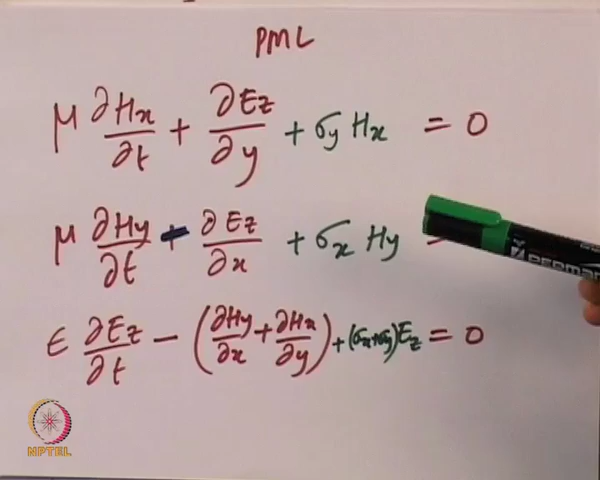 PML
μ ∂Hx/∂t + ∂Ez/∂y + σy Hx = 0
μ ∂Hy/∂t - ∂Ez/∂x + σx Hy =
ε ∂Ez/∂t - (∂Hy/∂x + ∂Hx/∂y) + (σx+σy)Ez = 0
NPTEL